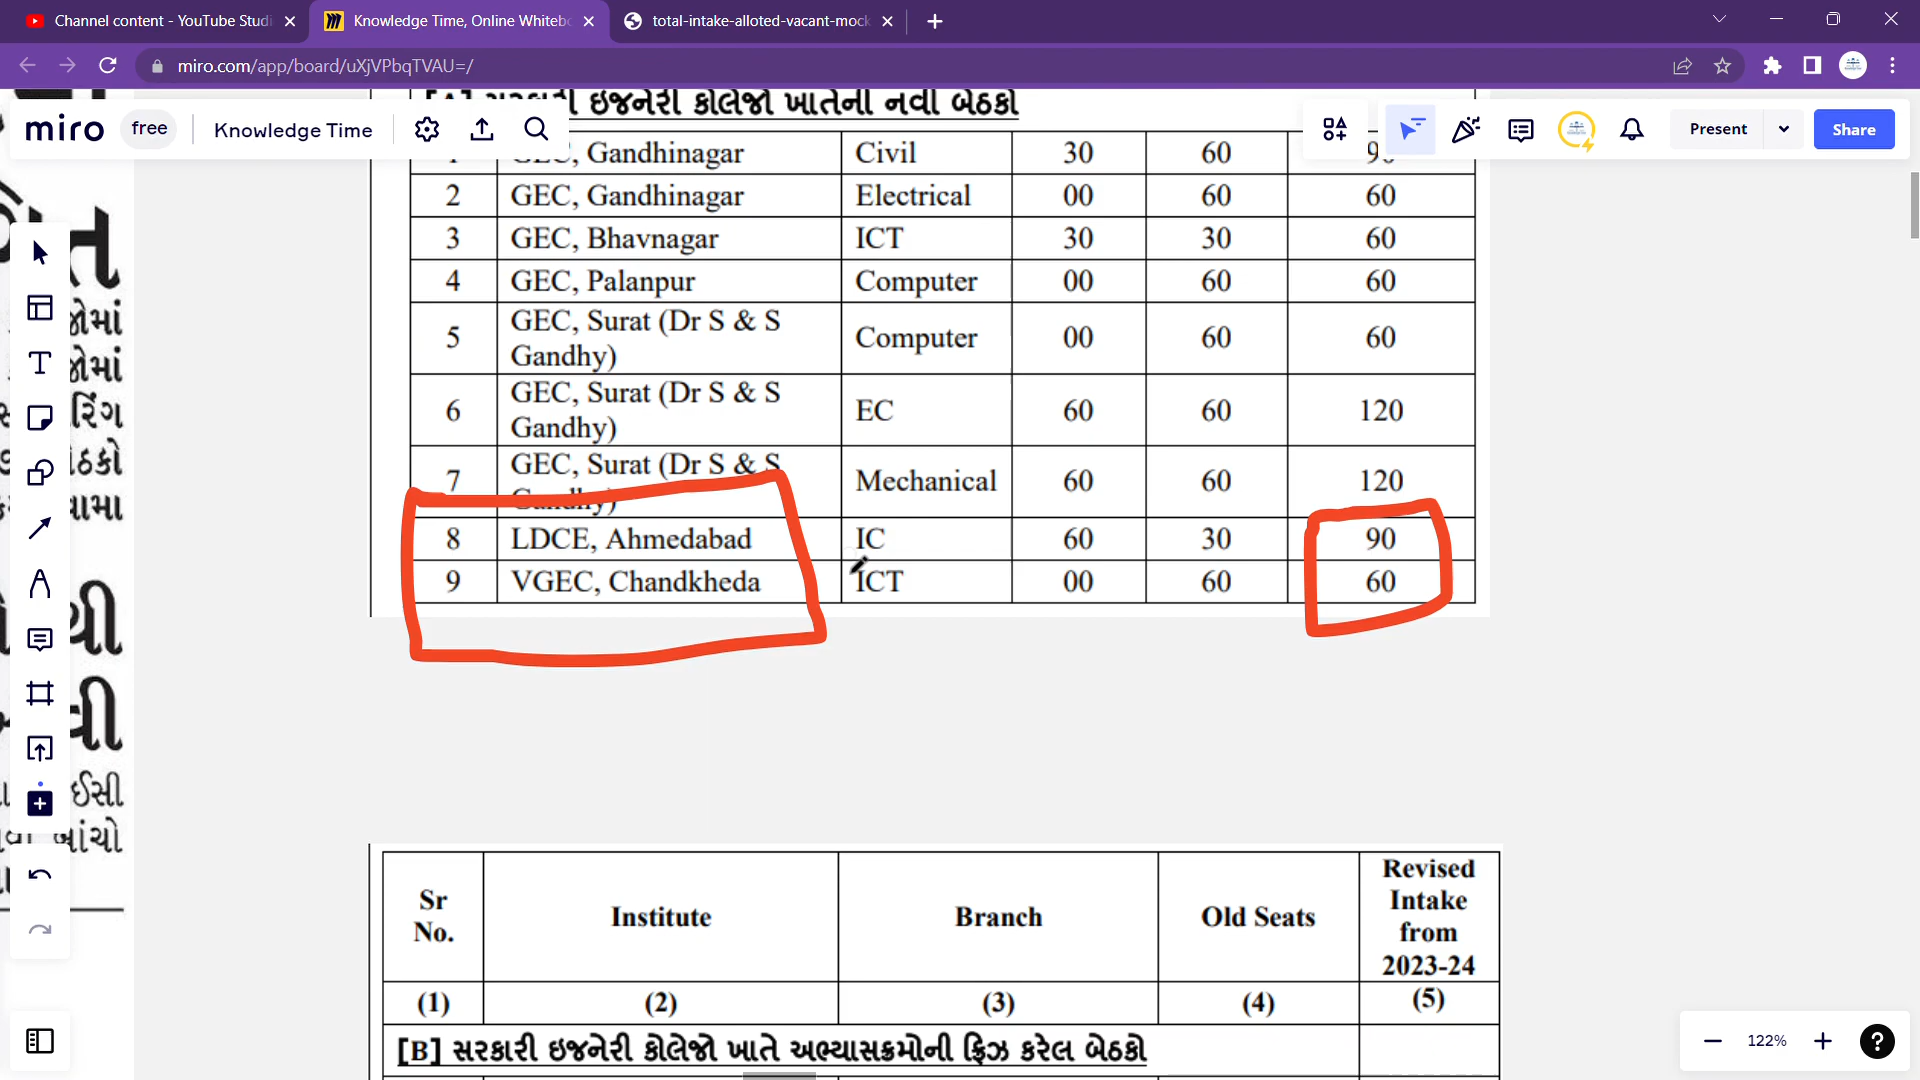 Channel content - YouTube Studi
Knowledge Time, Online Whitebo
total-intake-alloted-vacant-mock
miro.com/app/board/uXjVPbqTVAU=/
સરકારી ઇજનેરી કોલેજો ખાતેની નવી બેઠકો
miro free Knowledge Time Present Share
GEC, Gandhinagar Civil 30 60 90
2 GEC, Gandhinagar Electrical 00 60 60
3 GEC, Bhavnagar ICT 30 30 60
4 GEC, Palanpur Computer 00 60 60
5 GEC, Surat (Dr S & S Gandhy) Computer 00 60 60
6 GEC, Surat (Dr S & S Gandhy) EC 60 60 120
7 GEC, Surat (Dr S & S Gandhy) Mechanical 60 60 120
8 LDCE, Ahmedabad IC 60 30 90
9 VGEC, Chandkheda ICT 00 60 60
Sr No. Institute Branch Old Seats Revised Intake from 2023-24
(1) (2) (3) (4) (5)
[B] સરકારી ઇજનેરી કોલેજો ખાતે અભ્યાસક્રમોની ફ્રિઝ કરેલ બેઠકો
122%